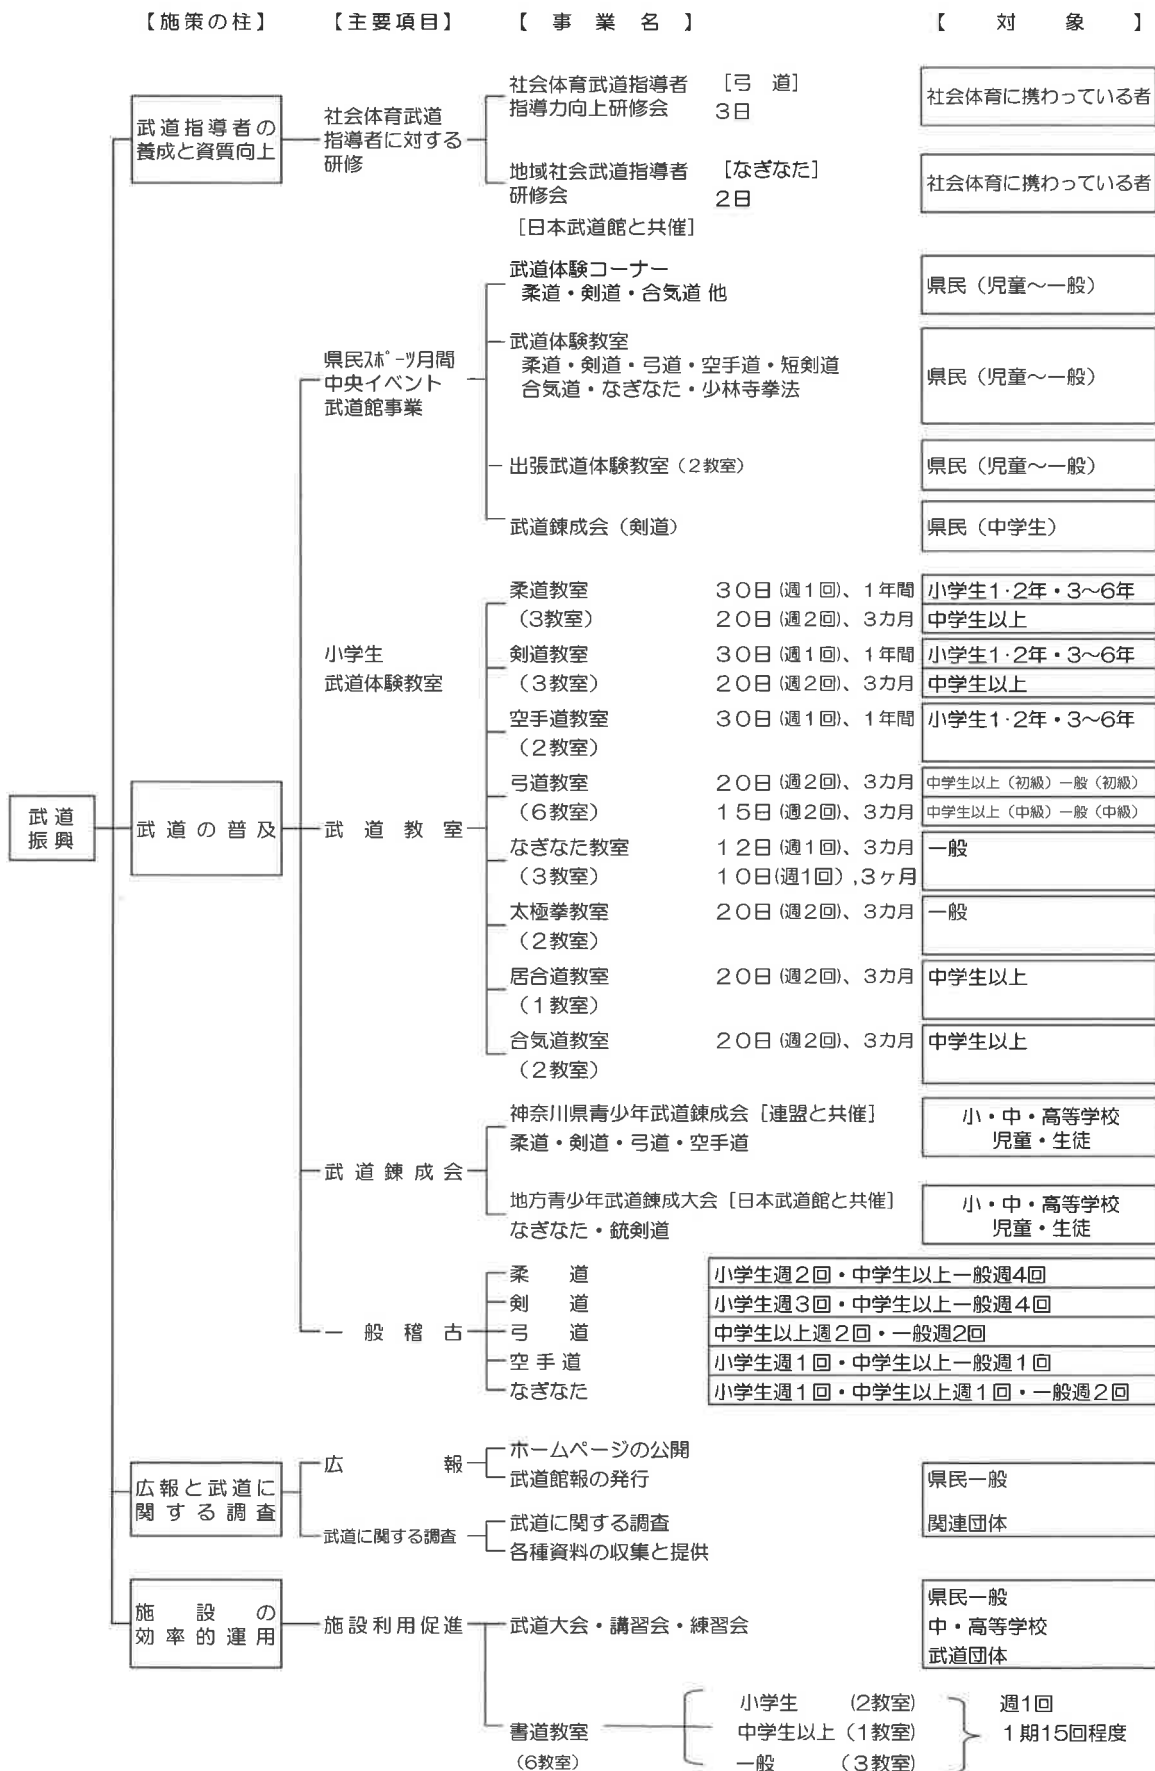 【施策の柱】 【主要項目】 【 事 業 名 】 【 対 象 】
社会体育武道指導者 [弓 道]
指導力向上研修会 3日
社会体育に携わっている者
武道指導者の
養成と資質向上
社会体育武道
指導者に対する
研修
地域社会武道指導者 [なぎなた]
研修会 2日
[日本武道館と共催]
社会体育に携わっている者
武道体験コーナー
柔道・剣道・合気道 他
県民（児童～一般）
県民ｽﾎﾟｰﾂ月間
中央イベント
武道館事業
武道体験教室
柔道・剣道・弓道・空手道・短剣道
合気道・なぎなた・少林寺拳法
県民（児童～一般）
出張武道体験教室（2教室） 県民（児童～一般）
武道錬成会（剣道） 県民（中学生）
小学生
武道体験教室
柔道教室 30日(週1回)、1年間 小学生1･2年・3～6年
（3教室） 20日(週2回)、3カ月 中学生以上
剣道教室 30日(週1回)、1年間 小学生1･2年・3～6年
（3教室） 20日(週2回)、3カ月 中学生以上
空手道教室 30日(週1回)、1年間 小学生1･2年・3～6年
（2教室）
武道
振興
武道の普及
武道教室
弓道教室 20日(週2回)、3カ月 中学生以上（初級）一般（初級）
（6教室） 15日(週2回)、3カ月 中学生以上（中級）一般（中級）
なぎなた教室 12日(週1回)、3カ月 一般
（3教室） 10日(週1回）,3ヶ月
太極拳教室 20日(週2回)、3カ月 一般
（2教室）
居合道教室 20日(週2回)、3カ月 中学生以上
（1教室）
合気道教室 20日(週2回)、3カ月 中学生以上
（2教室）
武道錬成会
神奈川県青少年武道錬成会［連盟と共催］
柔道・剣道・弓道・空手道
小・中・高等学校
児童・生徒
地方青少年武道錬成大会［日本武道館と共催］
なぎなた・銃剣道
小・中・高等学校
児童・生徒
一般稽古
柔 道 小学生週2回・中学生以上一般週4回
剣 道 小学生週3回・中学生以上一般週4回
弓 道 中学生以上週2回・一般週2回
空手道 小学生週1回・中学生以上一般週1回
なぎなた 小学生週1回・中学生以上週1回・一般週2回
広報と武道に
関する調査
広 報
ホームページの公開
武道館報の発行
武道に関する調査
武道に関する調査
各種資料の収集と提供
県民一般
関連団体
施設の
効率的運用
施設利用促進
武道大会・講習会・練習会
県民一般
中・高等学校
武道団体
書道教室
（6教室）
小学生 (2教室)
中学生以上（1教室）
一般 （3教室）
週1回
1期15回程度